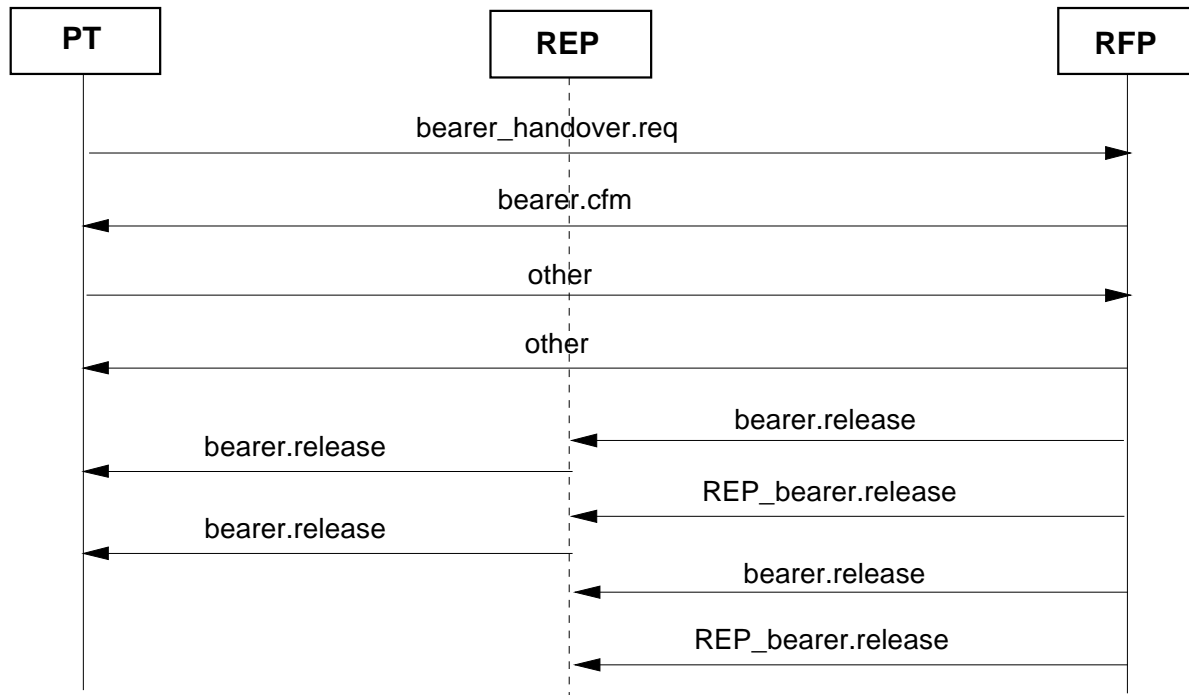 PT
REP
RFP
bearer_handover.req
bearer.cfm
other
other
bearer.release
bearer.release
REP_bearer.release
bearer.release
bearer.release
REP_bearer.release